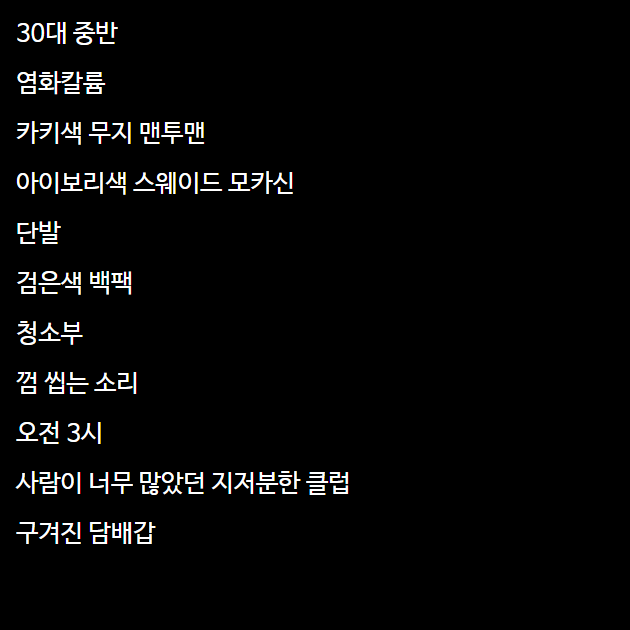 30대 중반
염화칼륨
카키색 무지 맨투맨
아이보리색 스웨이드 모카신
단발
검은색 백팩
청소부
껌 씹는 소리
오전 3시
사람이 너무 많았던 지저분한 클럽
구겨진 담배갑